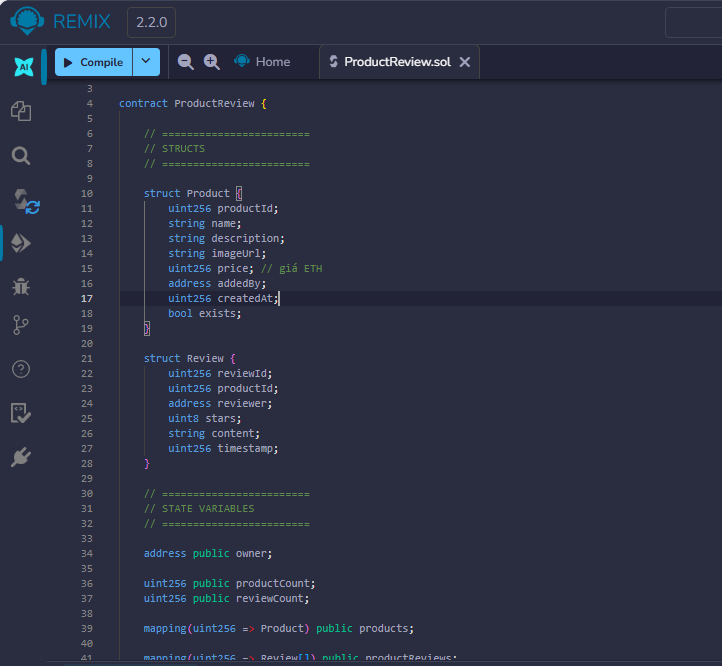 REMIX 2.2.0
AI Compile Home ProductReview.sol
3
4 contract ProductReview {
5
6 // ========================
7 // STRUCTS
8 // ========================
9
10 struct Product {
11 uint256 productId;
12 string name;
13 string description;
14 string imageUrl;
15 uint256 price; // giá ETH
16 address addedBy;
17 uint256 createdAt;
18 bool exists;
19 }
20
21 struct Review {
22 uint256 reviewId;
23 uint256 productId;
24 address reviewer;
25 uint8 stars;
26 string content;
27 uint256 timestamp;
28 }
29
30 // ========================
31 // STATE VARIABLES
32 // ========================
33
34 address public owner;
35
36 uint256 public productCount;
37 uint256 public reviewCount;
38
39 mapping(uint256 => Product) public products;
40
41 mapping(uint256 => Review[]) public productReviews;